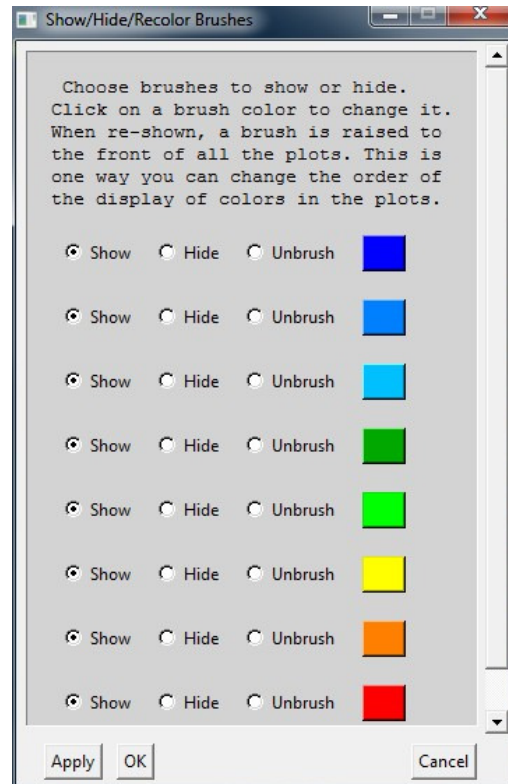 Show/Hide/Recolor Brushes
Choose brushes to show or hide.
Click on a brush color to change it.
When re-shown, a brush is raised to
the front of all the plots. This is
one way you can change the order of
the display of colors in the plots.
Show Hide Unbrush
Show Hide Unbrush
Show Hide Unbrush
Show Hide Unbrush
Show Hide Unbrush
Show Hide Unbrush
Show Hide Unbrush
Show Hide Unbrush
Apply OK Cancel